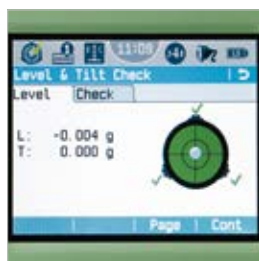 11:09
Level & Tilt Check
Level Check
L: -0.004 g
T: 0.000 g
Page Cont